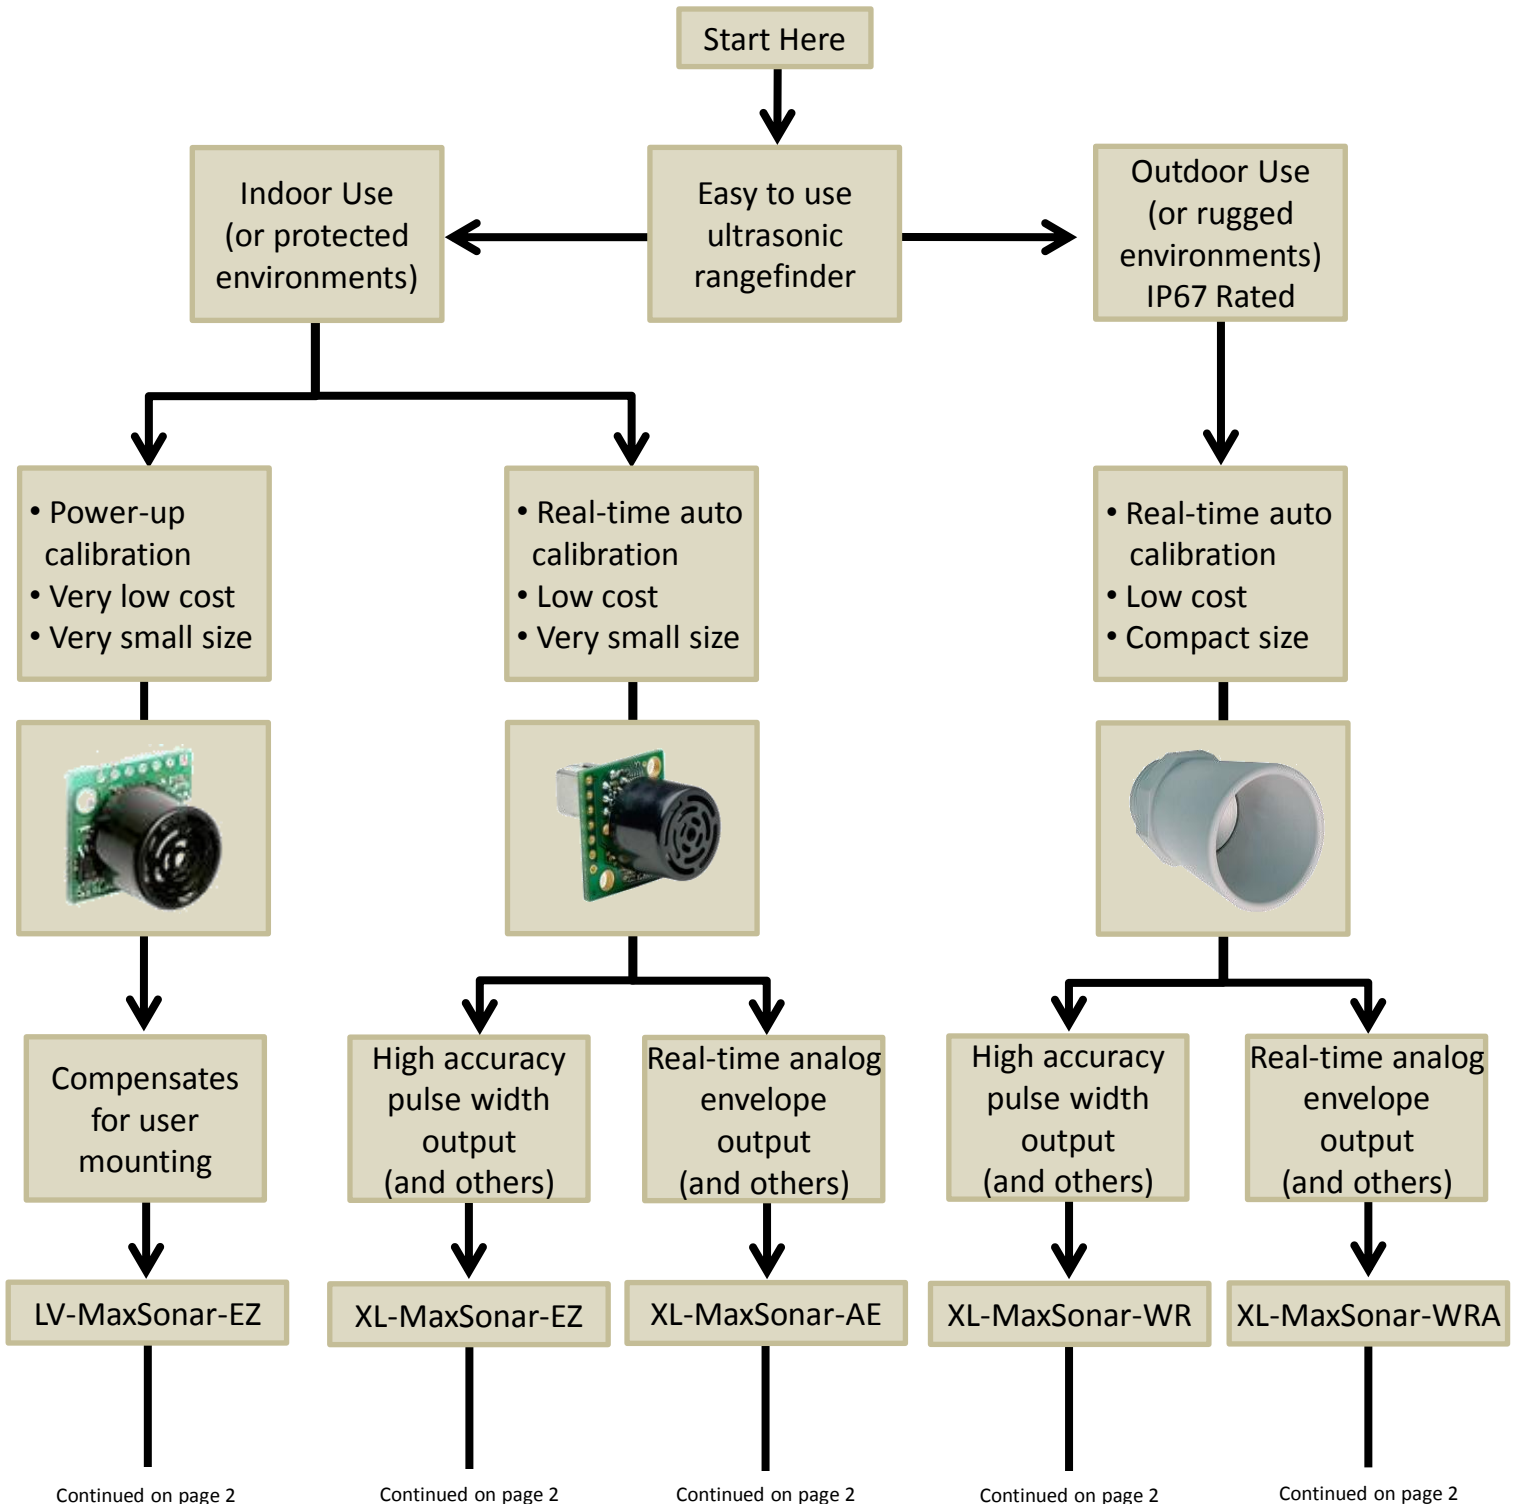 Start Here
Indoor Use
(or protected
environments)
Easy to use
ultrasonic
rangefinder
Outdoor Use
(or rugged
environments)
IP67 Rated
• Power-up
calibration
• Very low cost
• Very small size
• Real-time auto
calibration
• Low cost
• Very small size
• Real-time auto
calibration
• Low cost
• Compact size
Compensates
for user
mounting
High accuracy
pulse width
output
(and others)
Real-time analog
envelope
output
(and others)
High accuracy
pulse width
output
(and others)
Real-time analog
envelope
output
(and others)
LV-MaxSonar-EZ
XL-MaxSonar-EZ
XL-MaxSonar-AE
XL-MaxSonar-WR
XL-MaxSonar-WRA
Continued on page 2
Continued on page 2
Continued on page 2
Continued on page 2
Continued on page 2